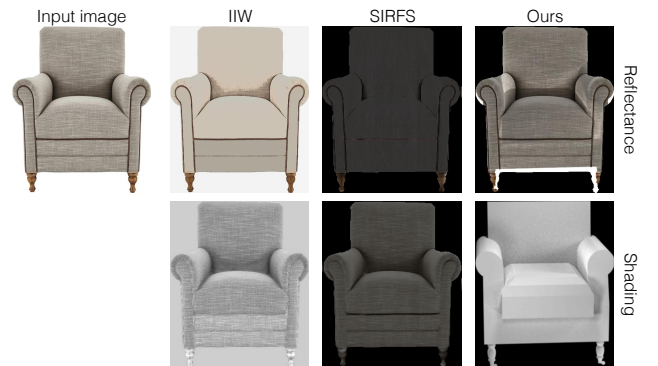 Input image
IIW
SIRFS
Ours
Reflectance
Shading